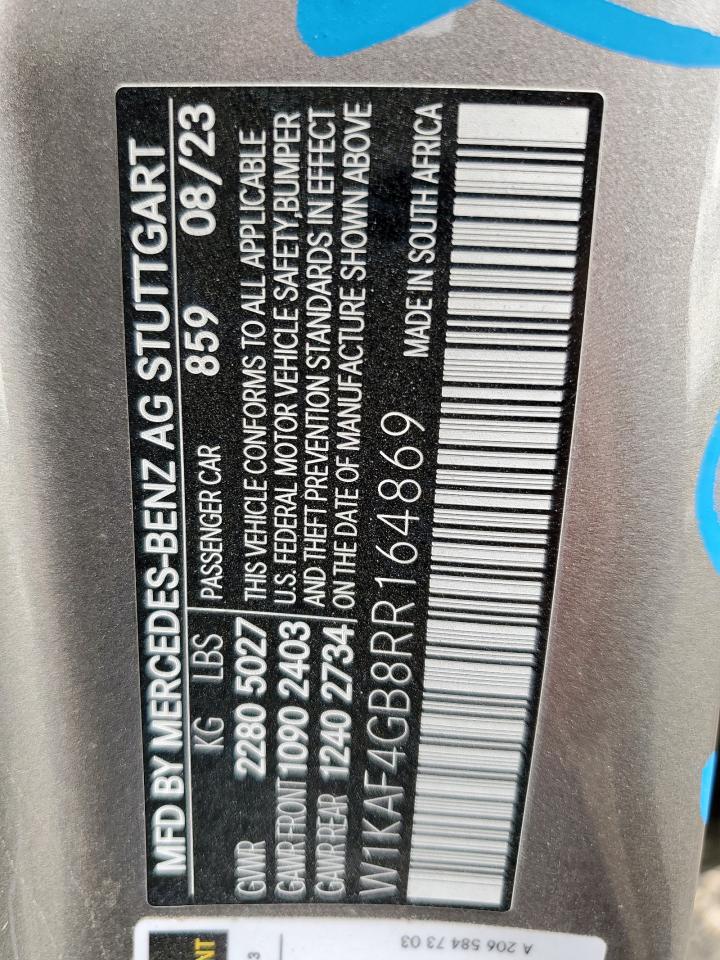 MFD BY MERCEDES-BENZ AG STUTTGART
KG LBS PASSENGER CAR 859 08/23
GWR 2280 5027
GAWR FRONT 1090 2403
GAWR REAR 1240 2734
THIS VEHICLE CONFORMS TO ALL APPLICABLE
U.S. FEDERAL MOTOR VEHICLE SAFETY,BUMPER
AND THEFT PREVENTION STANDARDS IN EFFECT
ON THE DATE OF MANUFACTURE SHOWN ABOVE
W1KAF4GB8RR164869 MADE IN SOUTH AFRICA
A 206 584 73 03